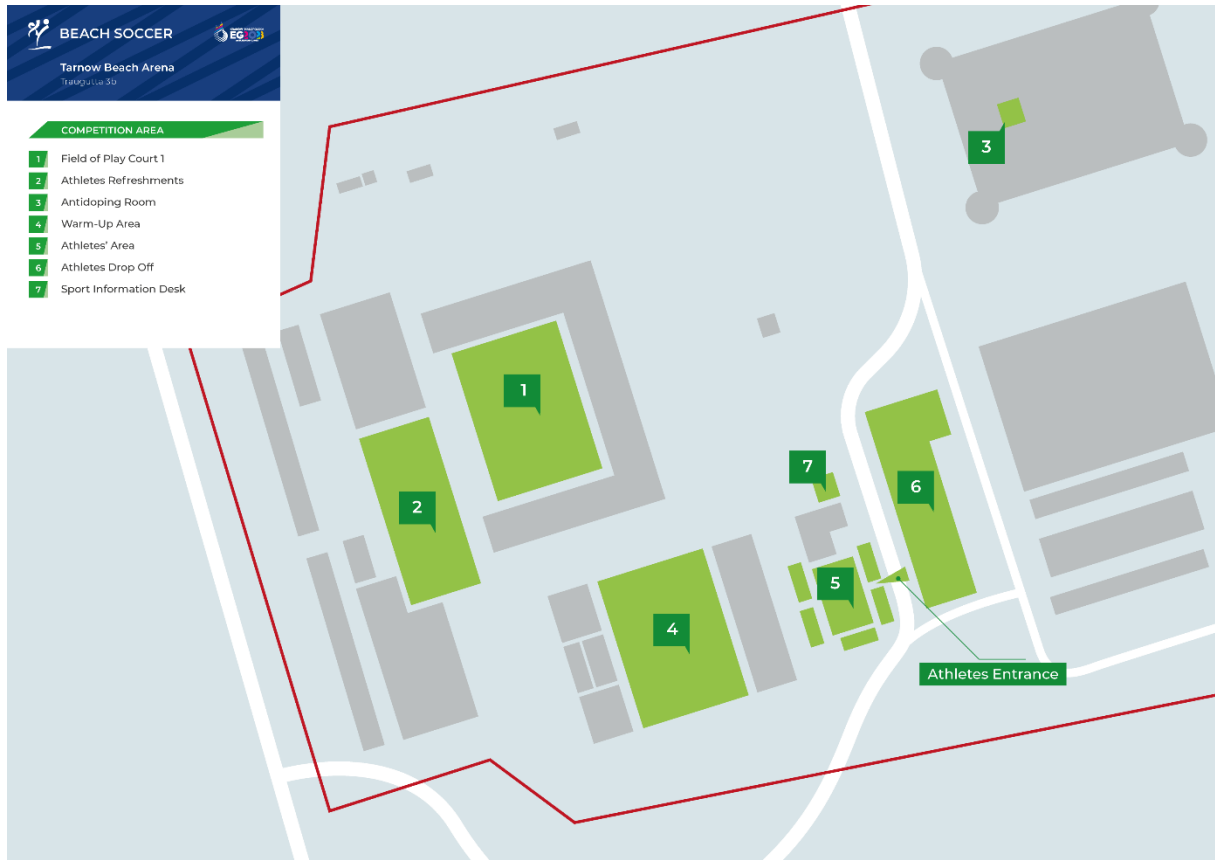 BEACH SOCCER
Tarnow Beach Arena
Traugutta 3b
COMPETITION AREA
1 Field of Play Court 1
2 Athletes Refreshments
3 Antidoping Room
4 Warm-Up Area
5 Athletes' Area
6 Athletes Drop Off
7 Sport Information Desk
3
1
7
6
2
5
4
Athletes Entrance